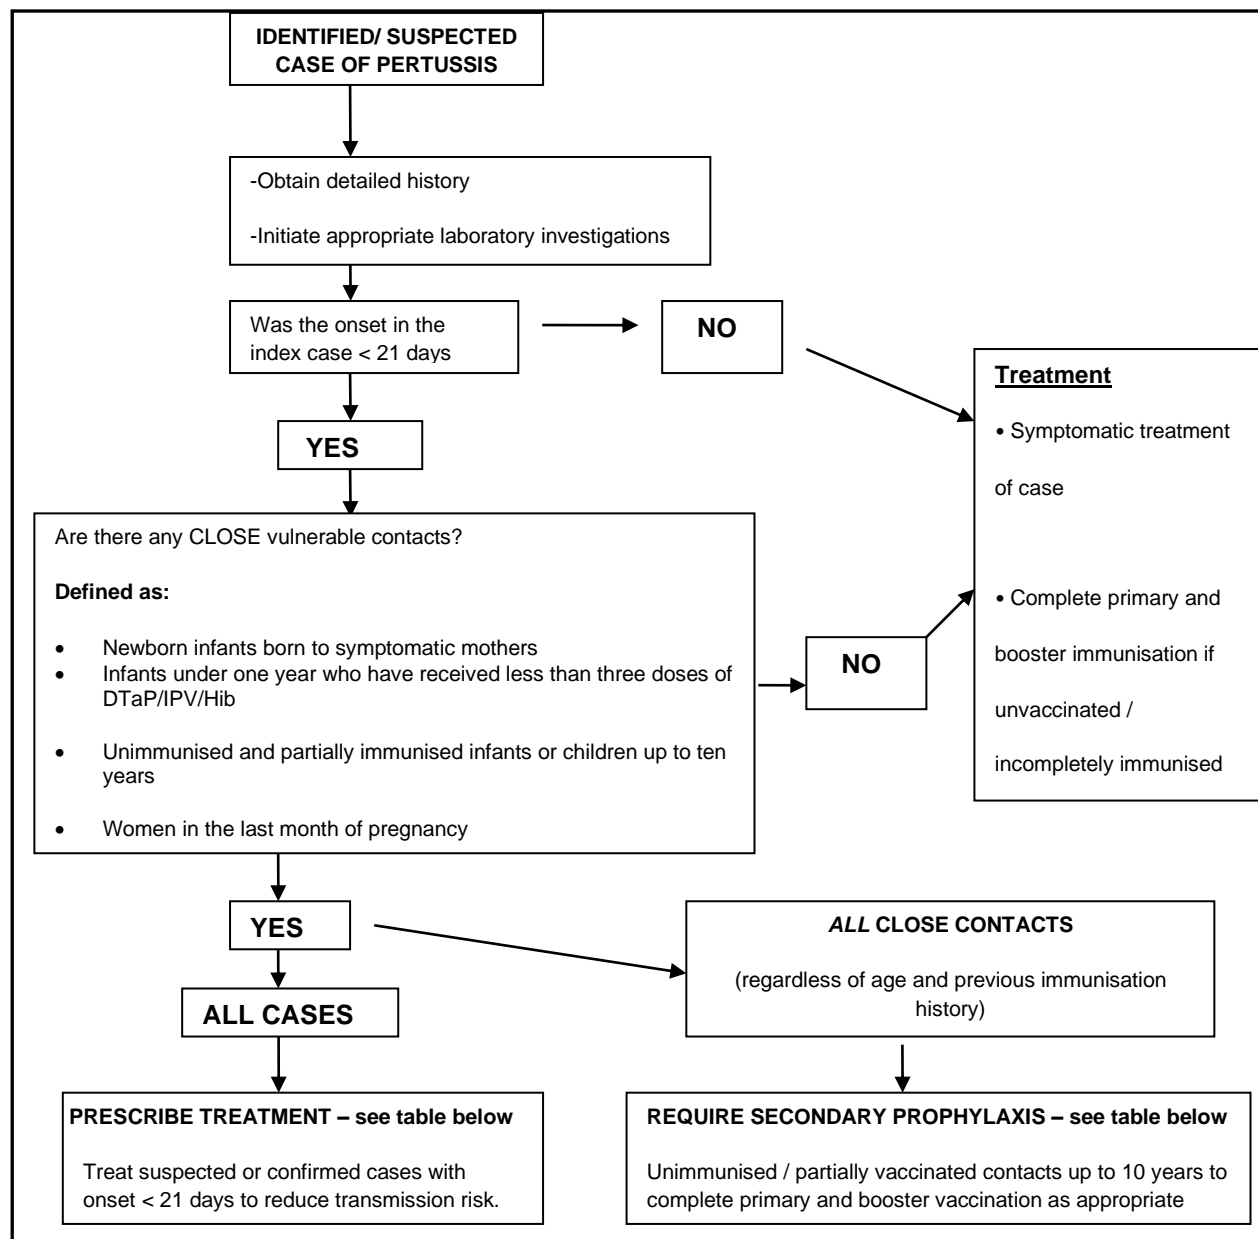 IDENTIFIED/ SUSPECTED
CASE OF PERTUSSIS
-Obtain detailed history
-Initiate appropriate laboratory investigations
Was the onset in the
index case < 21 days
NO
YES
Treatment
• Symptomatic treatment
of case
• Complete primary and
booster immunisation if
unvaccinated /
incompletely immunised
Are there any CLOSE vulnerable contacts?
Defined as:
• Newborn infants born to symptomatic mothers
• Infants under one year who have received less than three doses of
DTaP/IPV/Hib
• Unimmunised and partially immunised infants or children up to ten
years
• Women in the last month of pregnancy
NO
YES
ALL CASES
ALL CLOSE CONTACTS
(regardless of age and previous immunisation
history)
PRESCRIBE TREATMENT – see table below
Treat suspected or confirmed cases with
onset < 21 days to reduce transmission risk.
REQUIRE SECONDARY PROPHYLAXIS – see table below
Unimmunised / partially vaccinated contacts up to 10 years to
complete primary and booster vaccination as appropriate